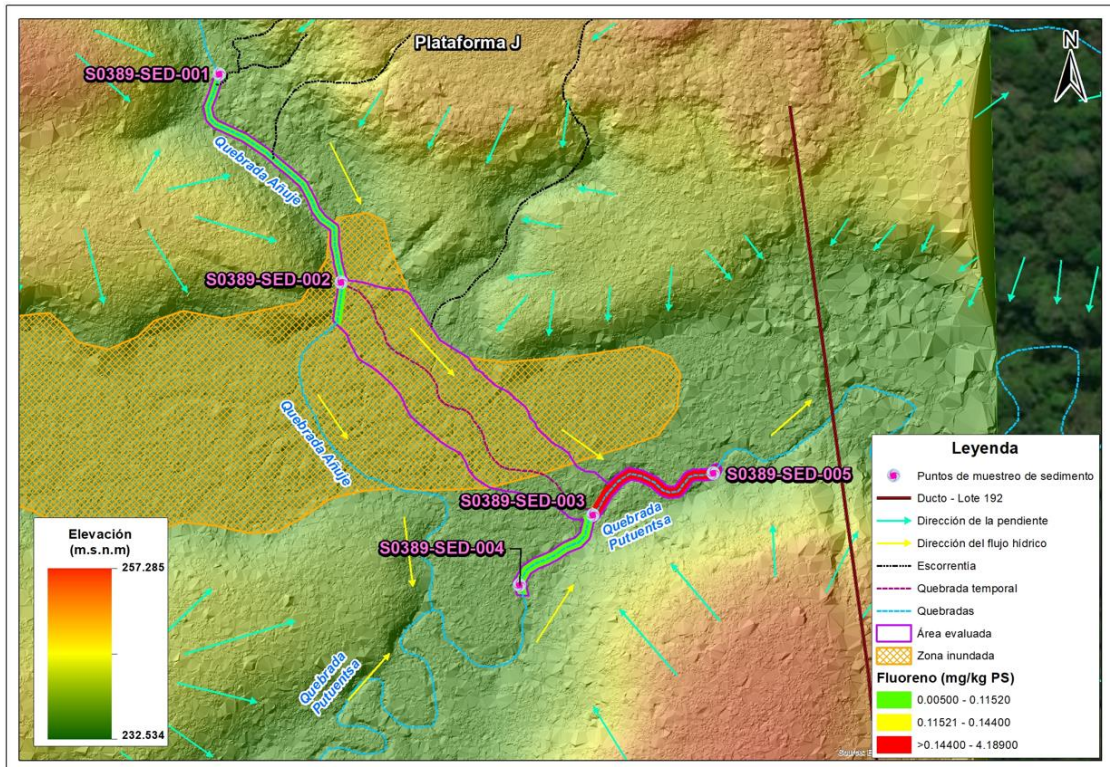 Plataforma J
N
S0389-SED-001
Quebrada Añuje
S0389-SED-002
Quebrada Añuje
S0389-SED-003
S0389-SED-005
Quebrada
Putuentsa
S0389-SED-004
Quebrada
Putuentsa
Elevación
(m.s.n.m)
257.285
232.534
Leyenda
Puntos de muestreo de sedimento
Ducto - Lote 192
Dirección de la pendiente
Dirección del flujo hídrico
Escorrentía
Quebrada temporal
Quebradas
Área evaluada
Zona inundada
Fluoreno (mg/kg PS)
0.00500 - 0.11520
0.11521 - 0.14400
>0.14400 - 4.18900